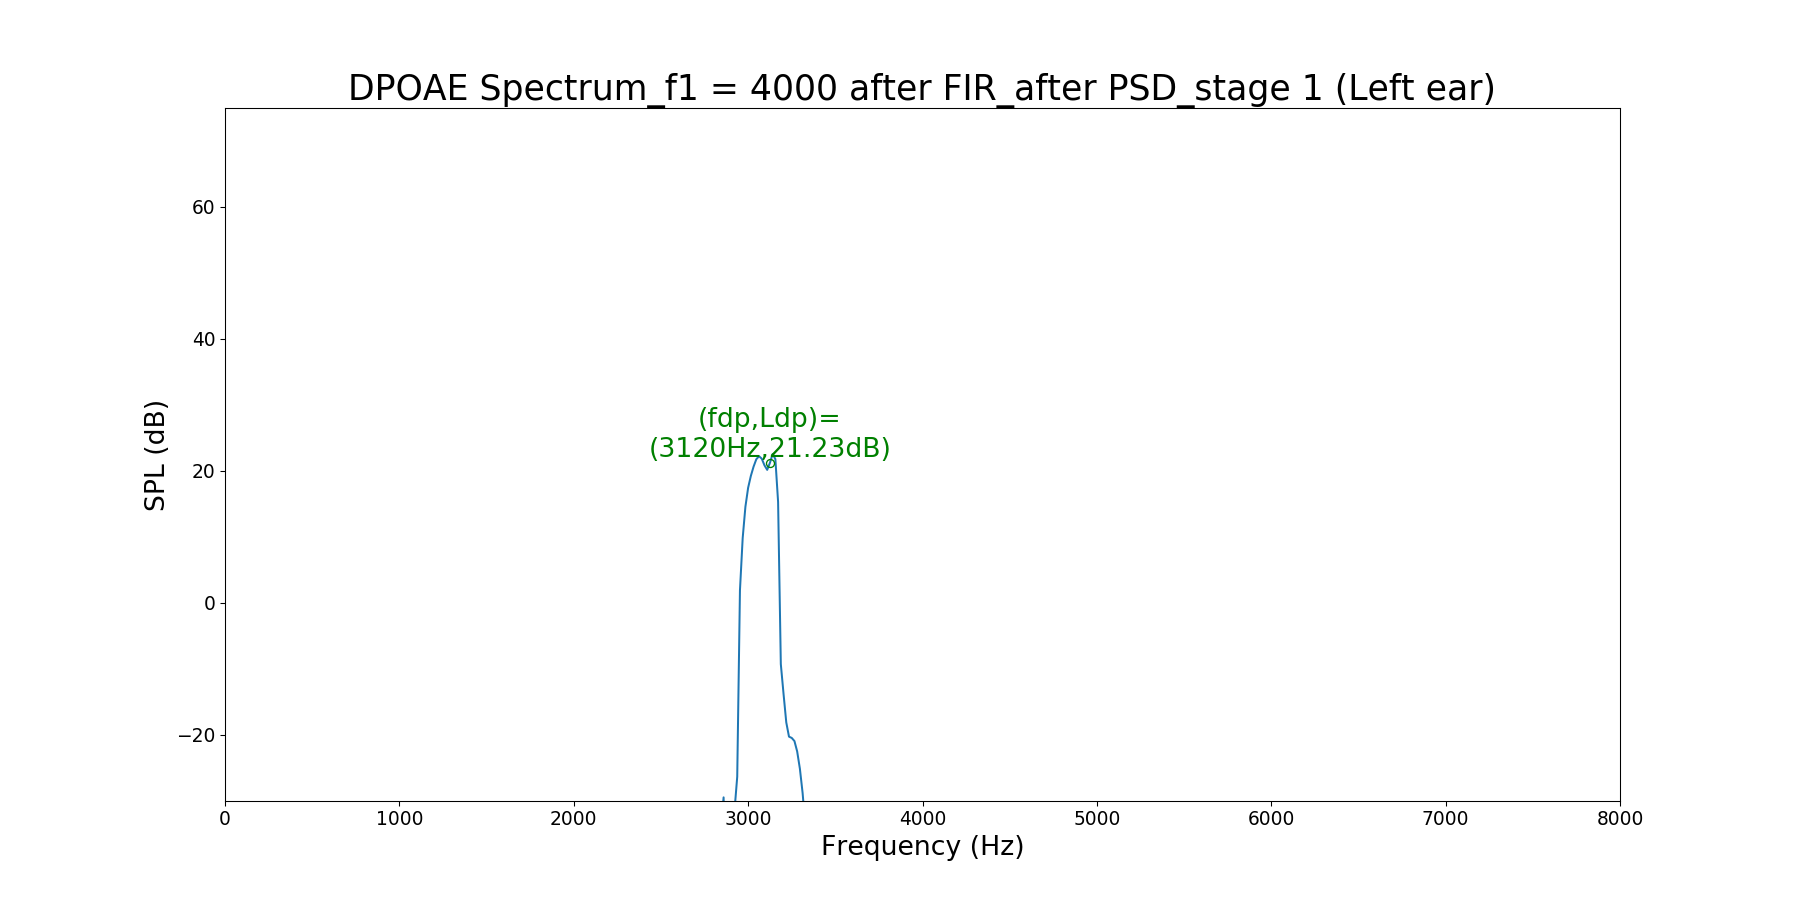 DPOAE Spectrum_f1 = 4000 after FIR_after PSD_stage 1 (Left ear)
60
40
20
0
−20
SPL (dB)
(fdp,Ldp)=
(3120Hz,21.23dB)
0 1000 2000 3000 4000 5000 6000 7000 8000
Frequency (Hz)